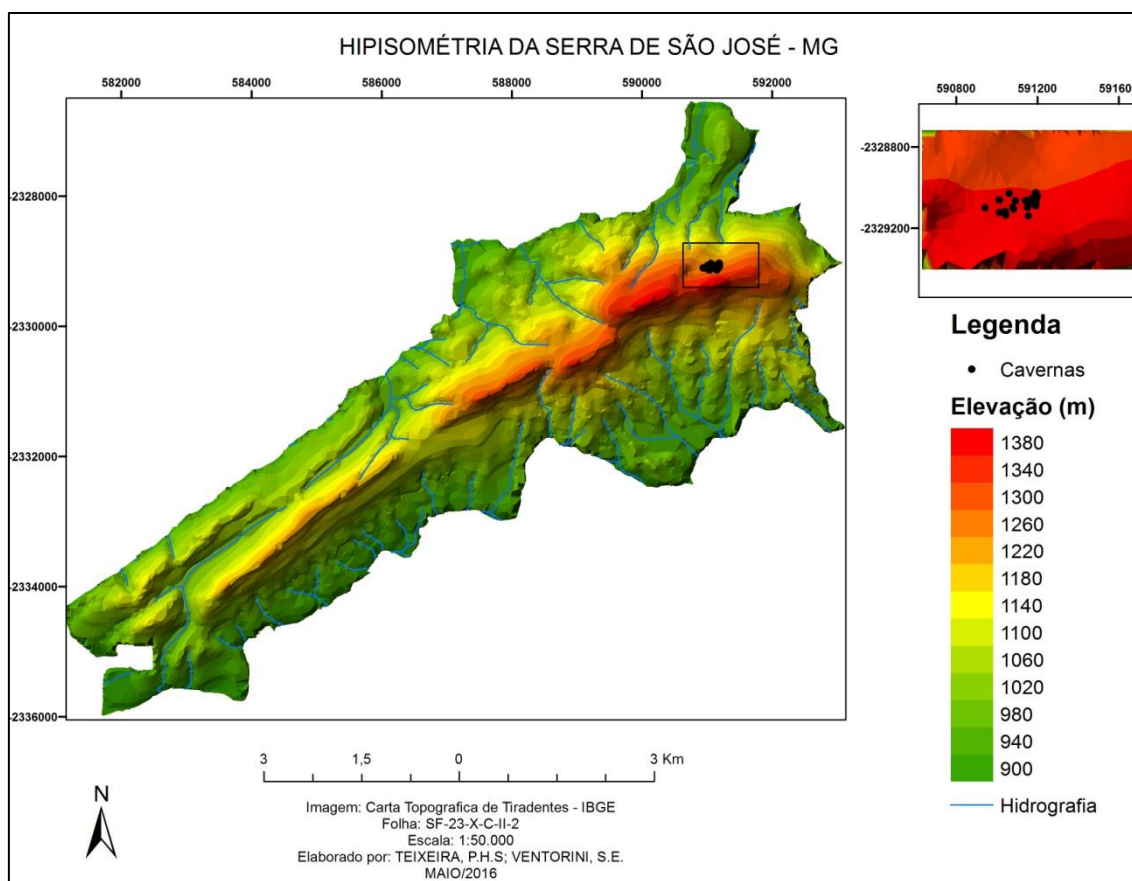 HIPISOMÉTRIA DA SERRA DE SÃO JOSÉ - MG
582000 584000 586000 588000 590000 592000
590800 591200 591600
-2328800
-2329200
-2328000
-2330000
-2332000
-2334000
-2336000
Legenda
Cavernas
Elevação (m)
1380
1340
1300
1260
1220
1180
1140
1100
1060
1020
980
940
900
Hidrografia
3 1,5 0 3 Km
N
Imagem: Carta Topografica de Tiradentes - IBGE
Folha: SF-23-X-C-II-2
Escala: 1:50.000
Elaborado por: TEIXEIRA, P.H.S; VENTORINI, S.E.
MAIO/2016